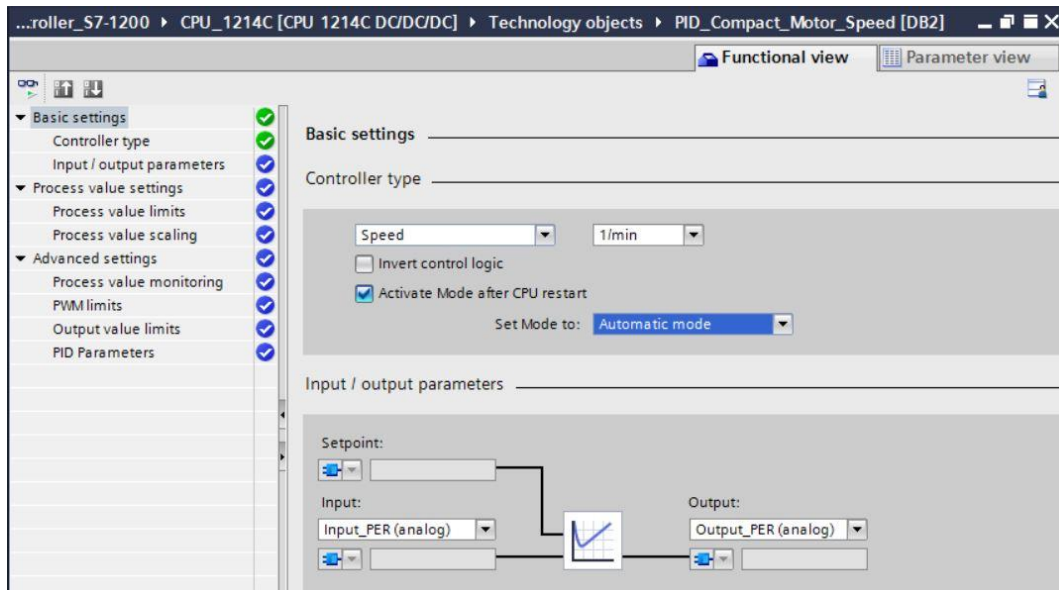 ...roller_S7-1200 ▸ CPU_1214C [CPU 1214C DC/DC/DC] ▸ Technology objects ▸ PID_Compact_Motor_Speed [DB2]
Functional view
Parameter view
Basic settings
Controller type
Input / output parameters
Process value settings
Process value limits
Process value scaling
Advanced settings
Process value monitoring
PWM limits
Output value limits
PID Parameters
Basic settings
Controller type
Speed 1/min
Invert control logic
Activate Mode after CPU restart
Set Mode to: Automatic mode
Input / output parameters
Setpoint:
Input: Output:
Input_PER (analog) Output_PER (analog)